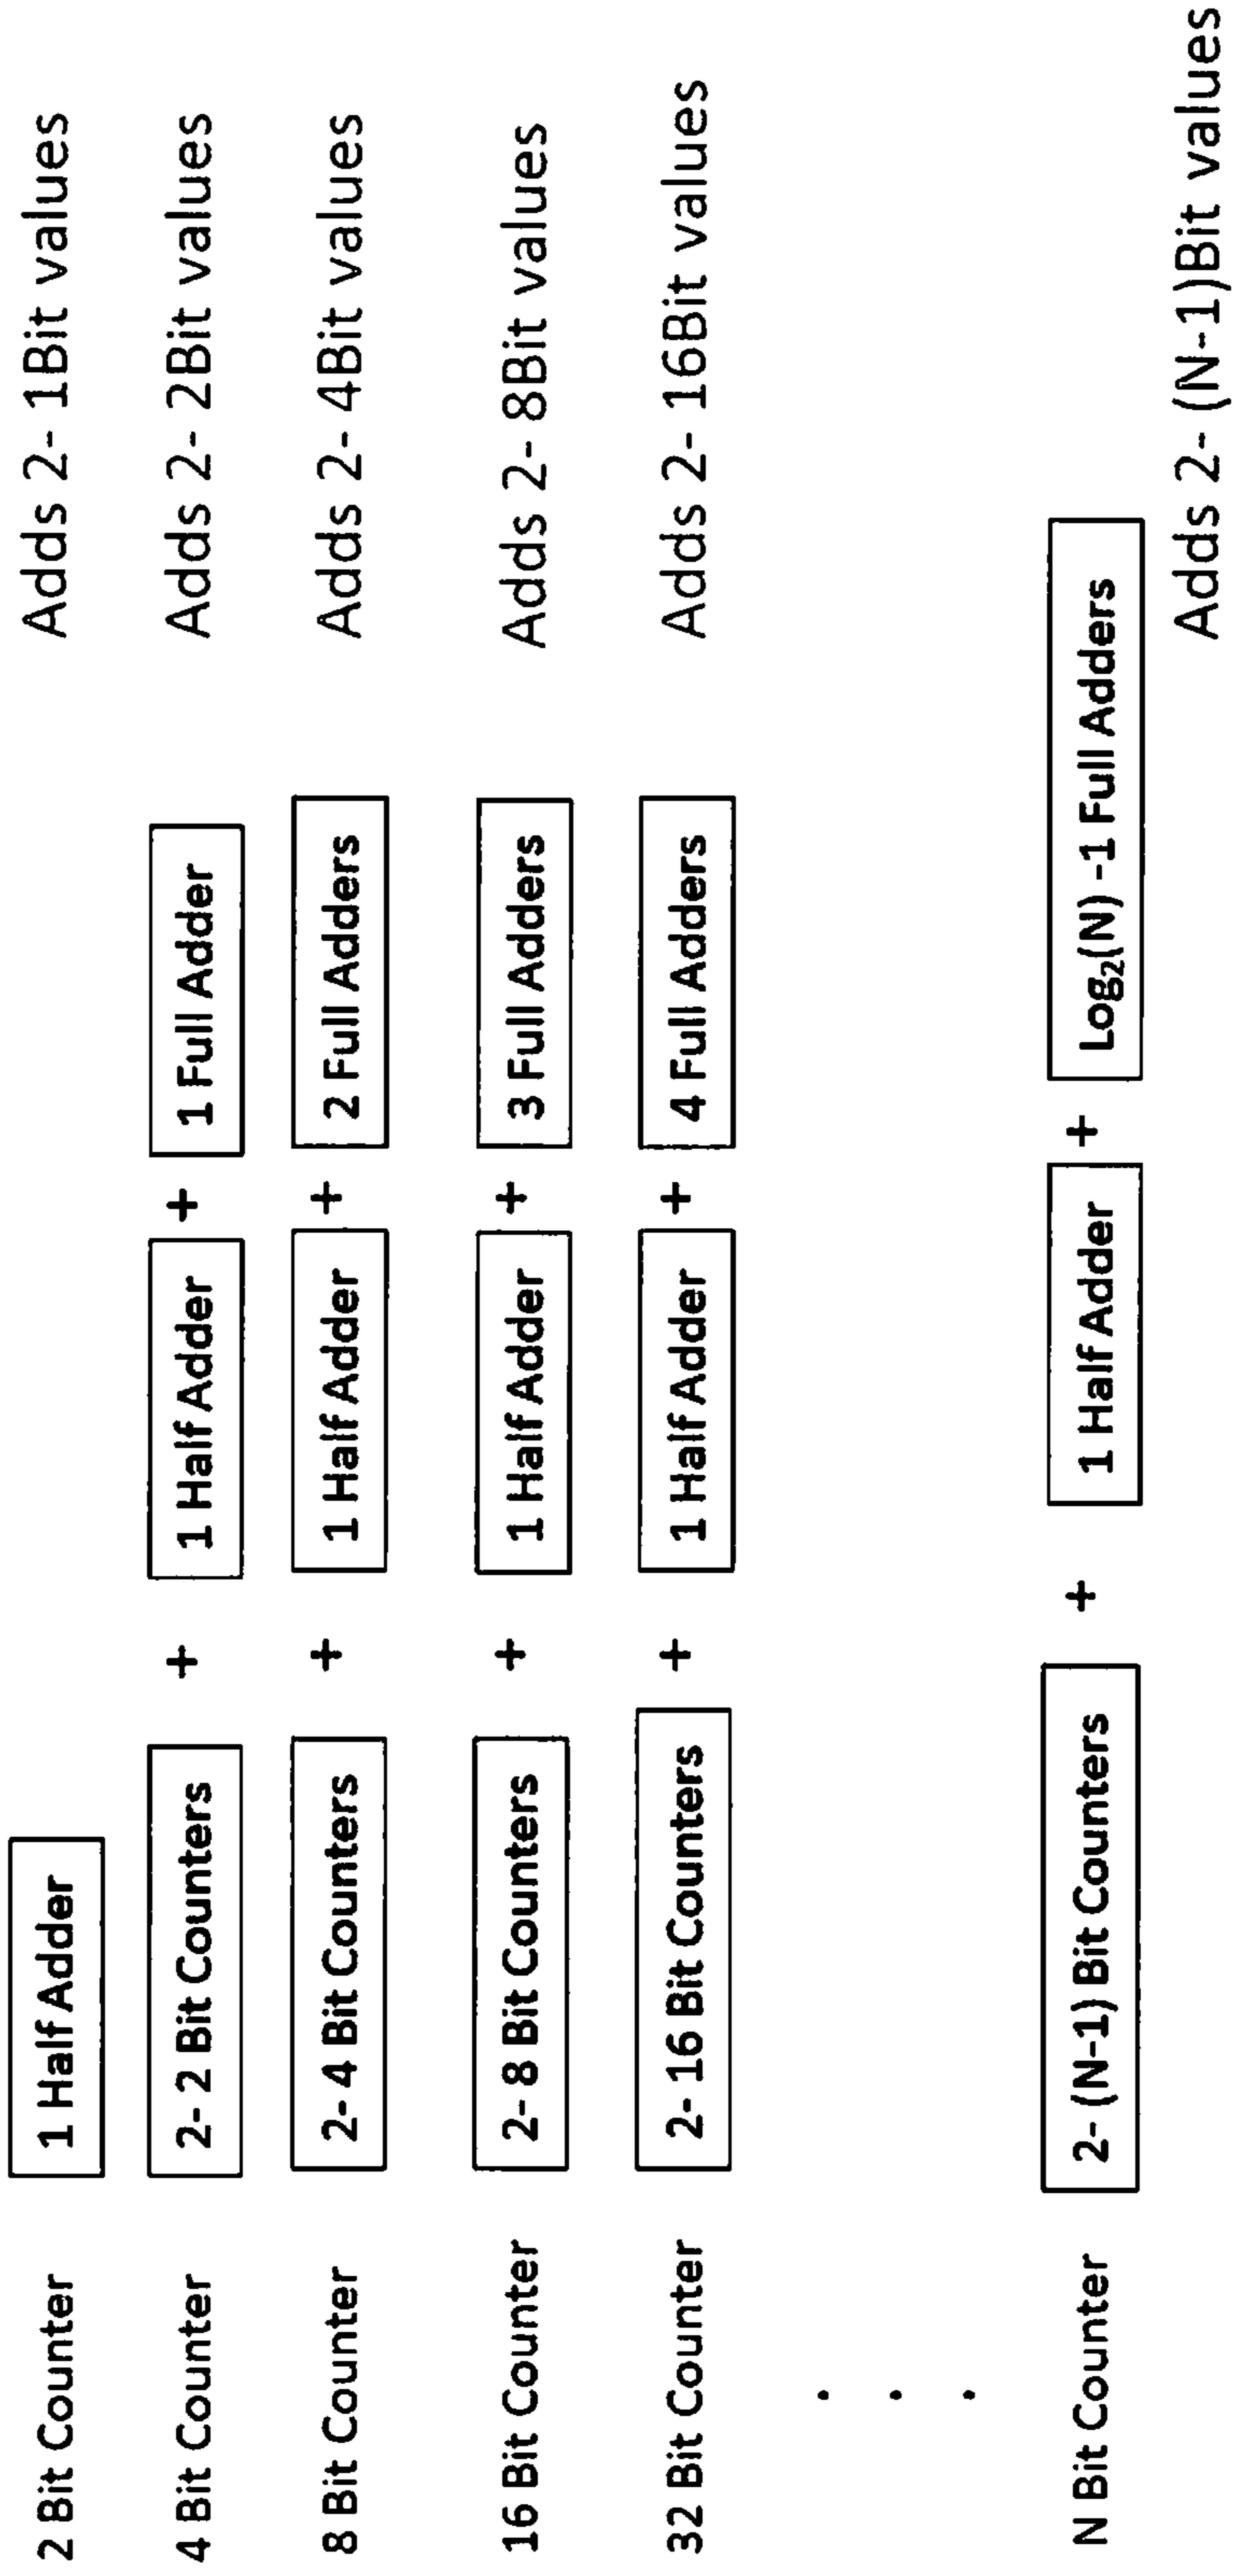 2 Bit Counter 1 Half Adder Adds 2- 1Bit values
4 Bit Counter 2- 2 Bit Counters + 1 Half Adder + 1 Full Adder Adds 2- 2Bit values
8 Bit Counter 2- 4 Bit Counters + 1 Half Adder + 2 Full Adders Adds 2- 4Bit values
16 Bit Counter 2- 8 Bit Counters + 1 Half Adder + 3 Full Adders Adds 2- 8Bit values
32 Bit Counter 2- 16 Bit Counters + 1 Half Adder + 4 Full Adders Adds 2- 16Bit values
N Bit Counter 2- (N-1) Bit Counters + 1 Half Adder + Log₂(N) -1 Full Adders
Adds 2- (N-1)Bit values